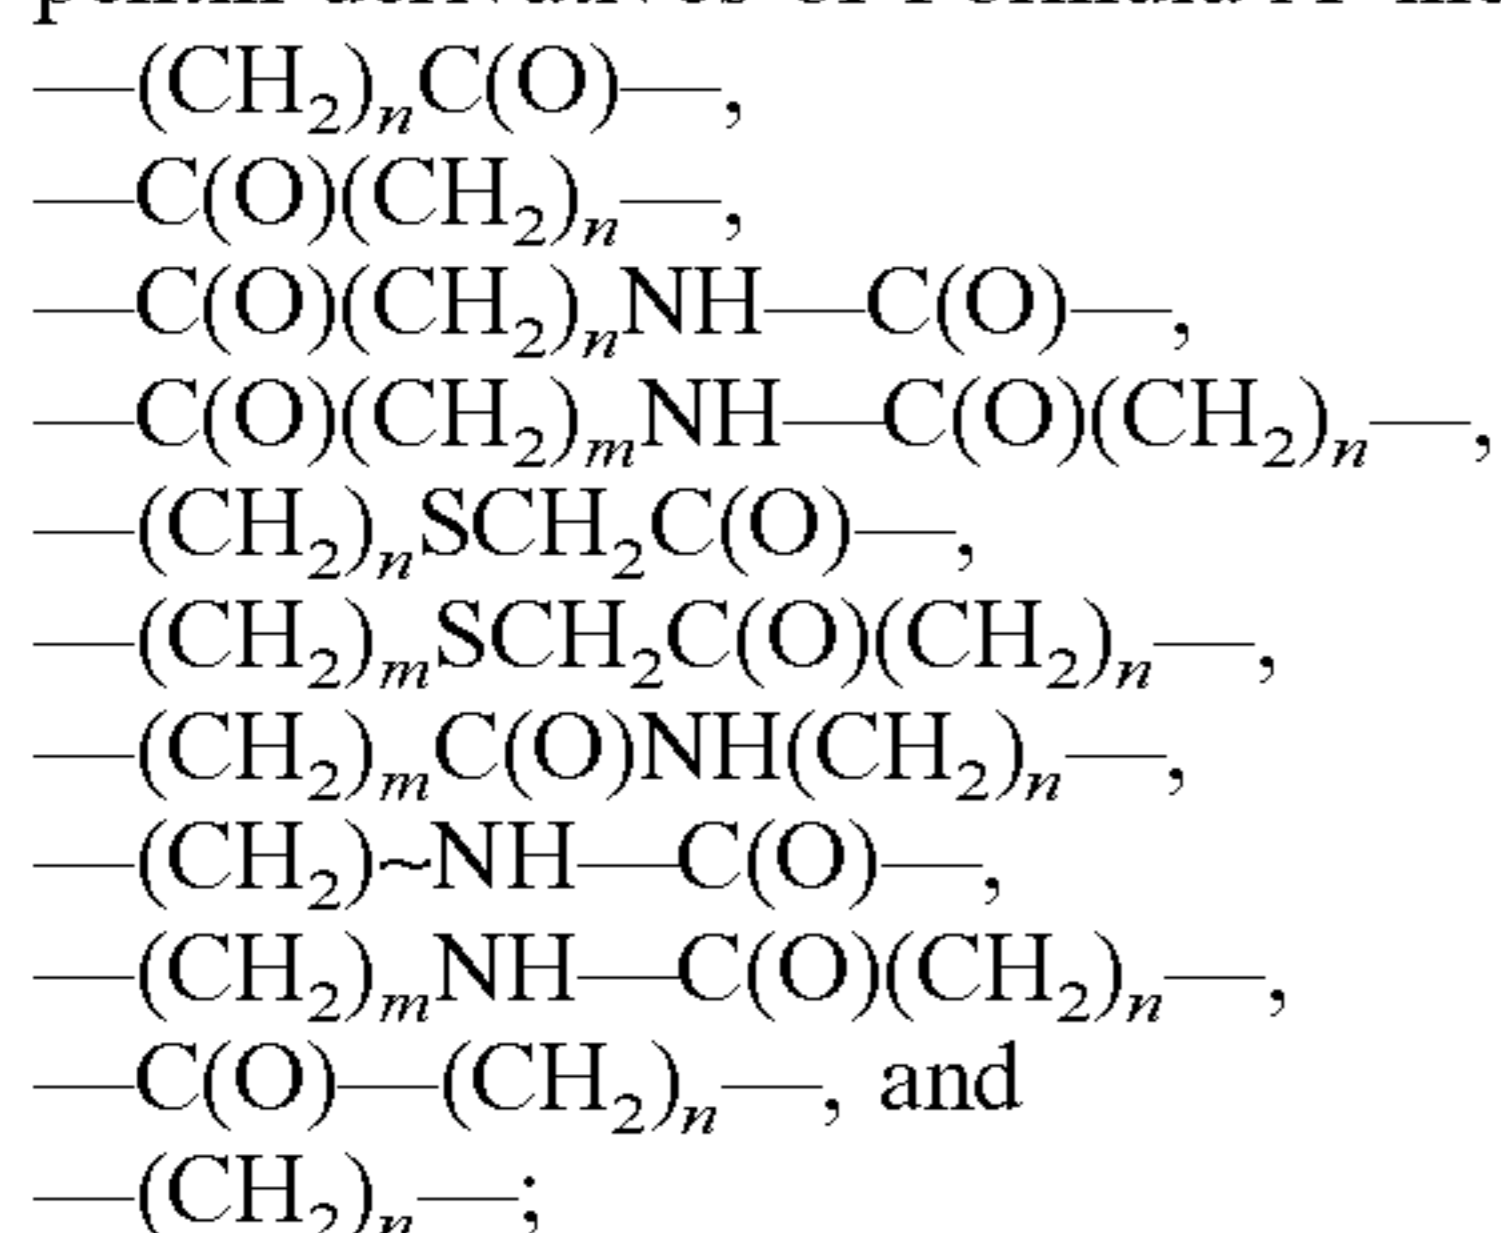 —(CH₂)ₙC(O)—,
—C(O)(CH₂)ₙ—,
—C(O)(CH₂)ₙNH—C(O)—,
—C(O)(CH₂)ₘNH—C(O)(CH₂)ₙ—,
—(CH₂)ₙSCH₂C(O)—,
—(CH₂)ₘSCH₂C(O)(CH₂)ₙ—,
—(CH₂)ₘC(O)NH(CH₂)ₙ—,
—(CH₂)~NH—C(O)—,
—(CH₂)ₘNH—C(O)(CH₂)ₙ—,
—C(O)—(CH₂)ₙ—, and
—(CH₂)ₙ—;